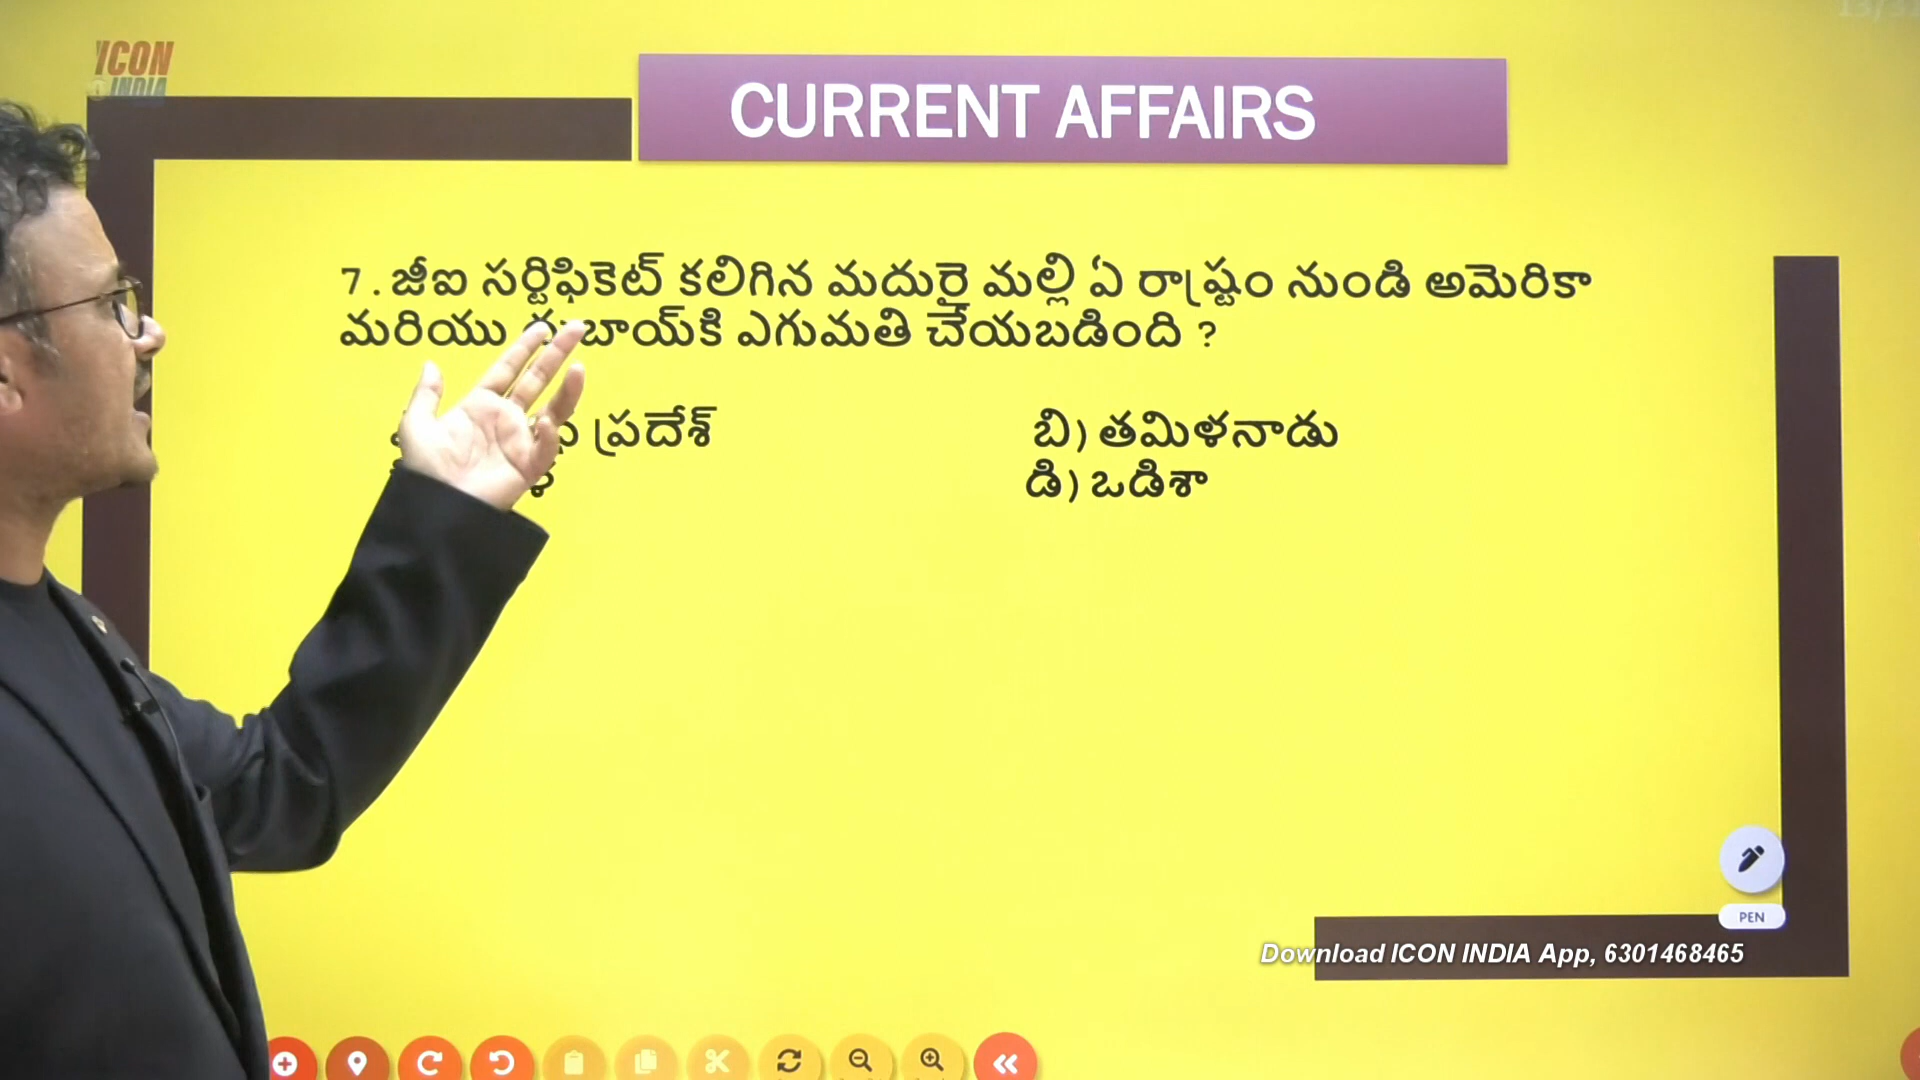 ICON
INDIA
CURRENT AFFAIRS
7. జీఐ సర్టిఫికెట్ కలిగిన మదురై మల్లి ఏ రాష్ట్రం నుండి అమెరికా
మరియు ఎగుమతి చేయబడింది ?
ప్రదేశ్
బి) తమిళనాడు
డి) ఒడిశా
PEN
Download ICON INDIA App, 6301468465